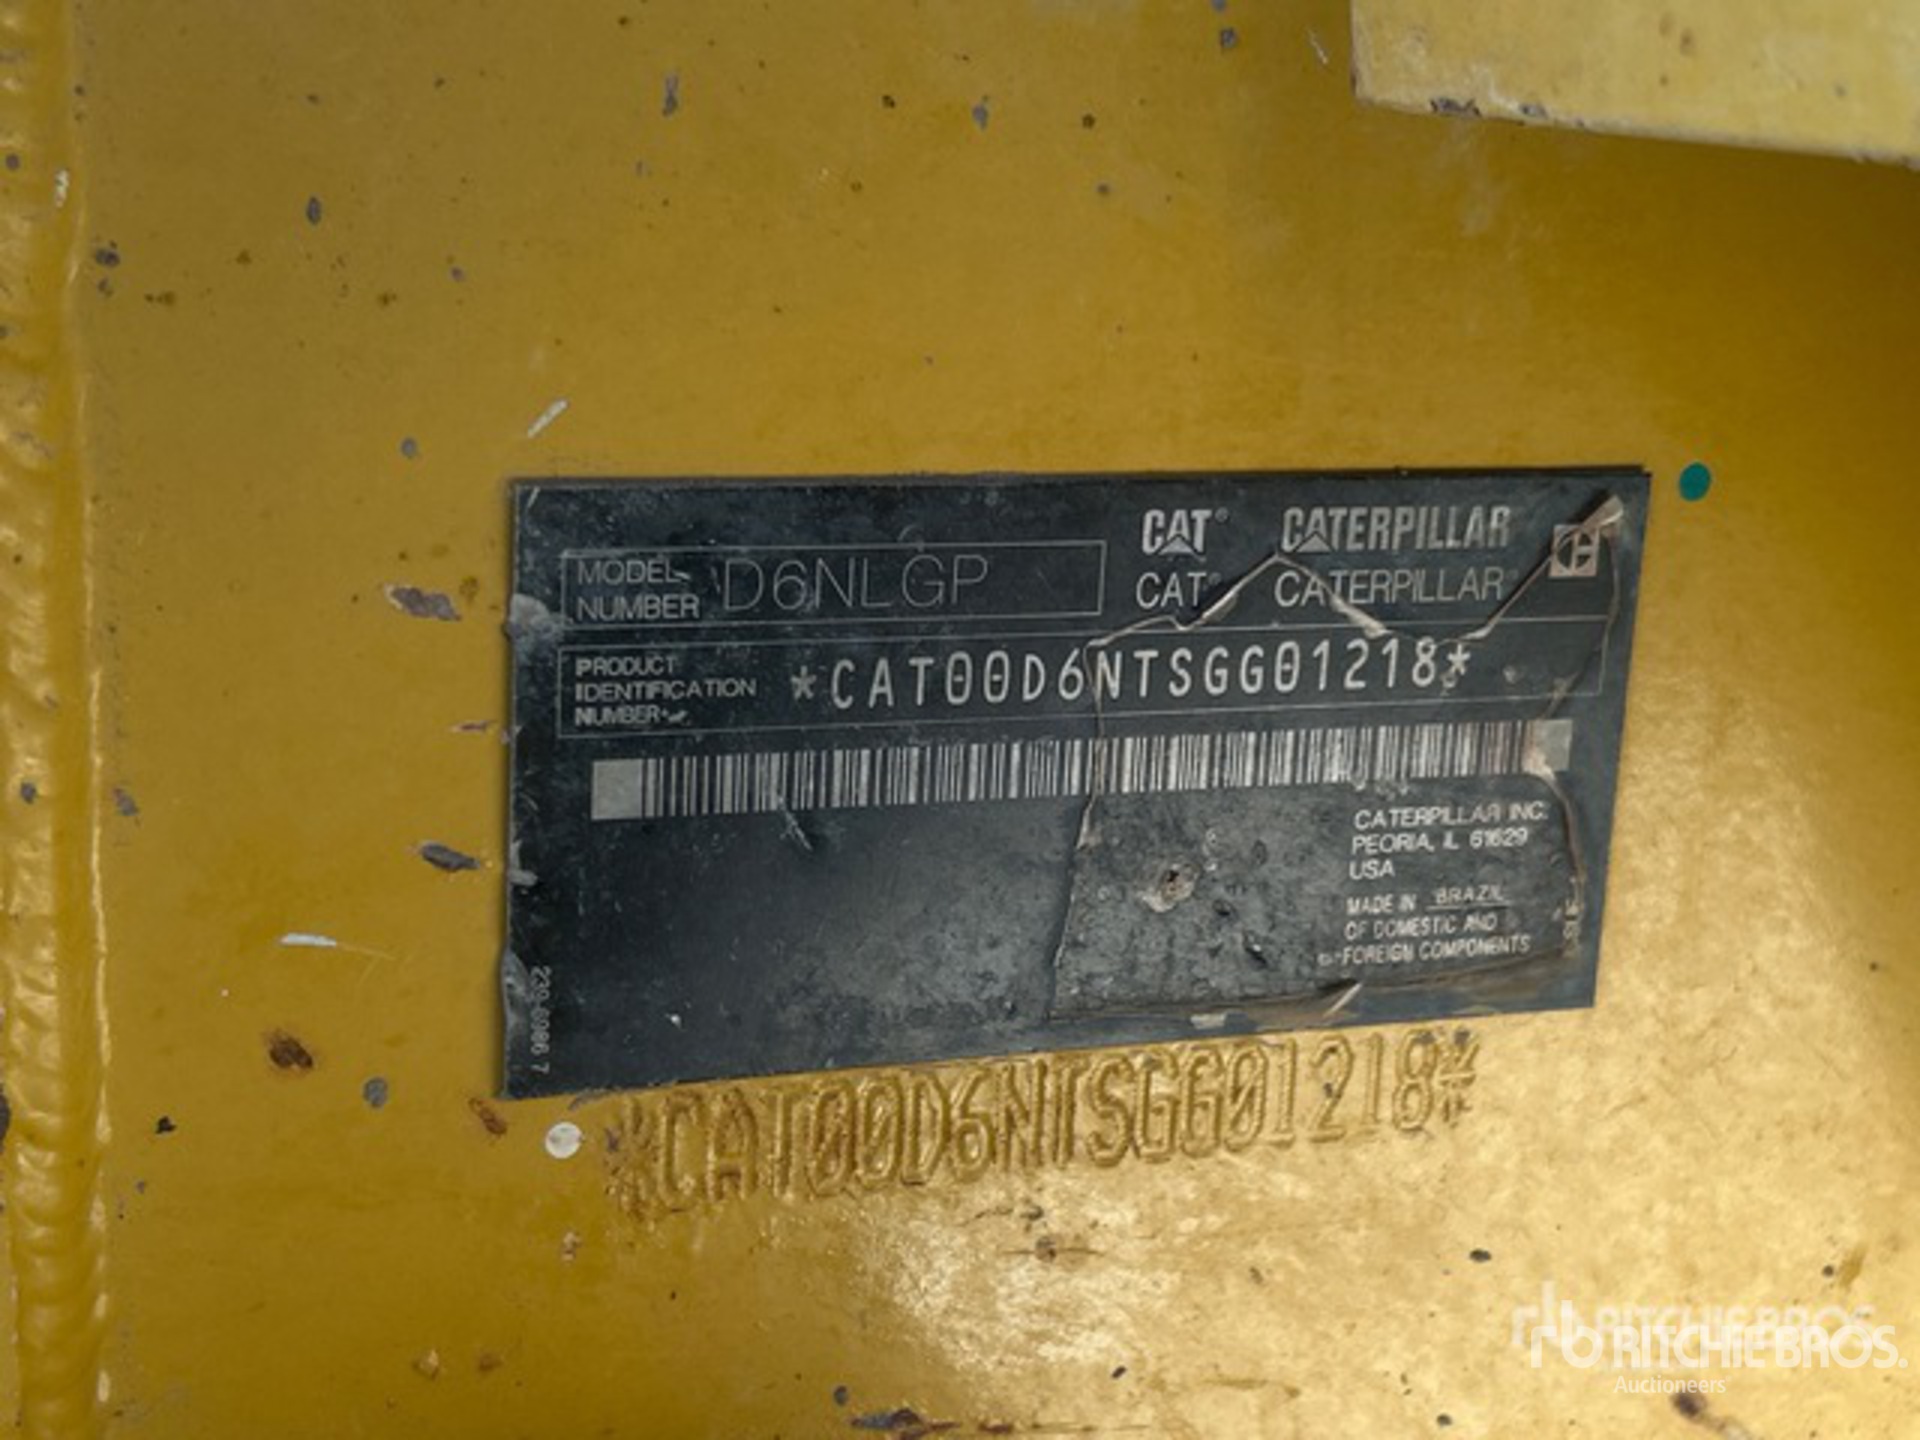 MODEL NUMBER D6NLGP
CAT® CATERPILLAR
CAT® CATERPILLAR
PRODUCT IDENTIFICATION NUMBER *CAT00D6NTSGG01218*
CATERPILLAR INC.
PEORIA, IL 61629
USA
MADE IN BRAZIL
OF DOMESTIC AND
FOREIGN COMPONENTS
*CAT00D6NTSGG01218*
RITCHIE BROS.
Auctioneers